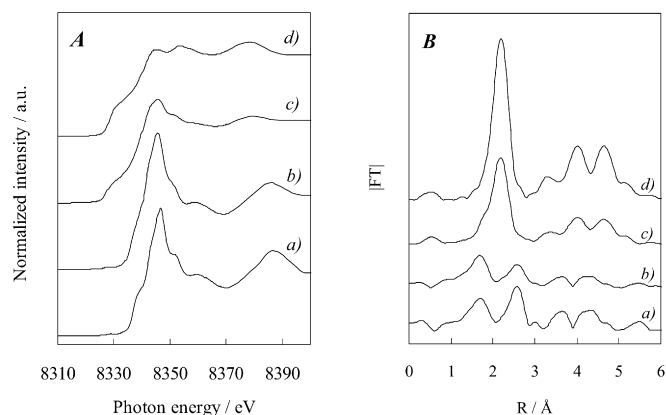 A
B
d)
c)
b)
a)
d)
c)
b)
a)
Normalized intensity / a.u.
|FT|
8310 8330 8350 8370 8390
0 1 2 3 4 5 6
Photon energy / eV
R / Å